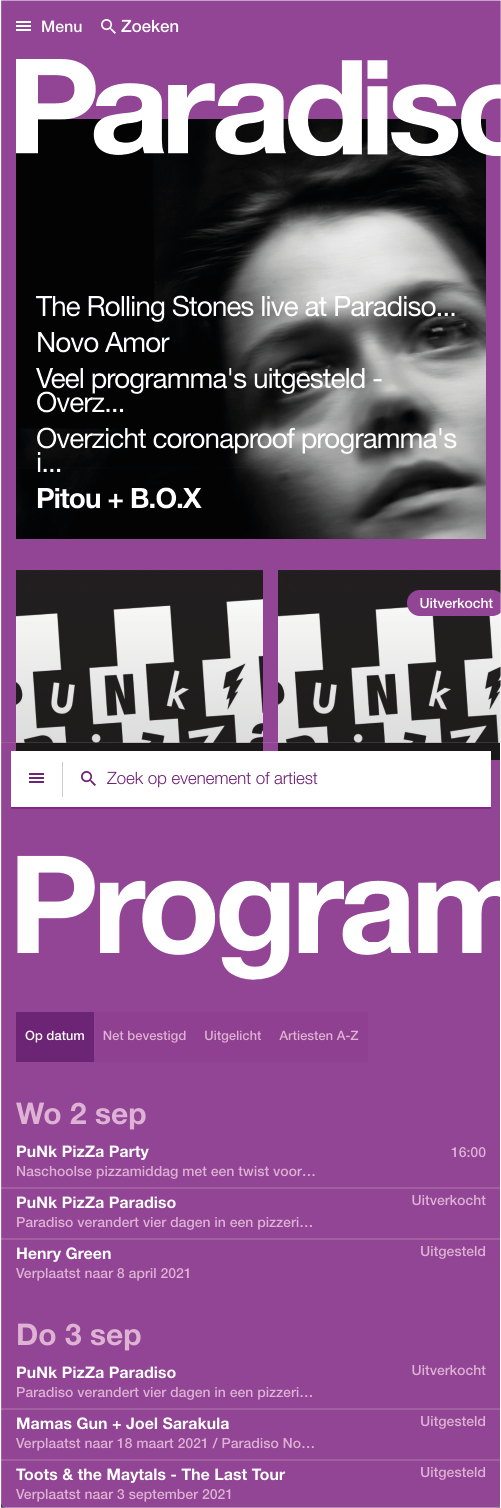 Menu Zoeken
Paradiso
The Rolling Stones live at Paradiso...
Novo Amor
Veel programma's uitgesteld -
Overz...
Overzicht coronaproof programma's
i...
Pitou + B.O.X
Uitverkocht
PUNK
PUNK
Zoek op evenement of artiest
Program
Op datum Net bevestigd Uitgelicht Artiesten A-Z
Wo 2 sep
PuNk PizZa Party 16:00
Naschoolse pizzamiddag met een twist voor...
PuNk PizZa Paradiso Uitverkocht
Paradiso verandert vier dagen in een pizzeri...
Henry Green Uitgesteld
Verplaatst naar 8 april 2021
Do 3 sep
PuNk PizZa Paradiso Uitverkocht
Paradiso verandert vier dagen in een pizzeri...
Mamas Gun + Joel Sarakula Uitgesteld
Verplaatst naar 18 maart 2021 / Paradiso No...
Toots & the Maytals - The Last Tour Uitgesteld
Verplaatst naar 3 september 2021